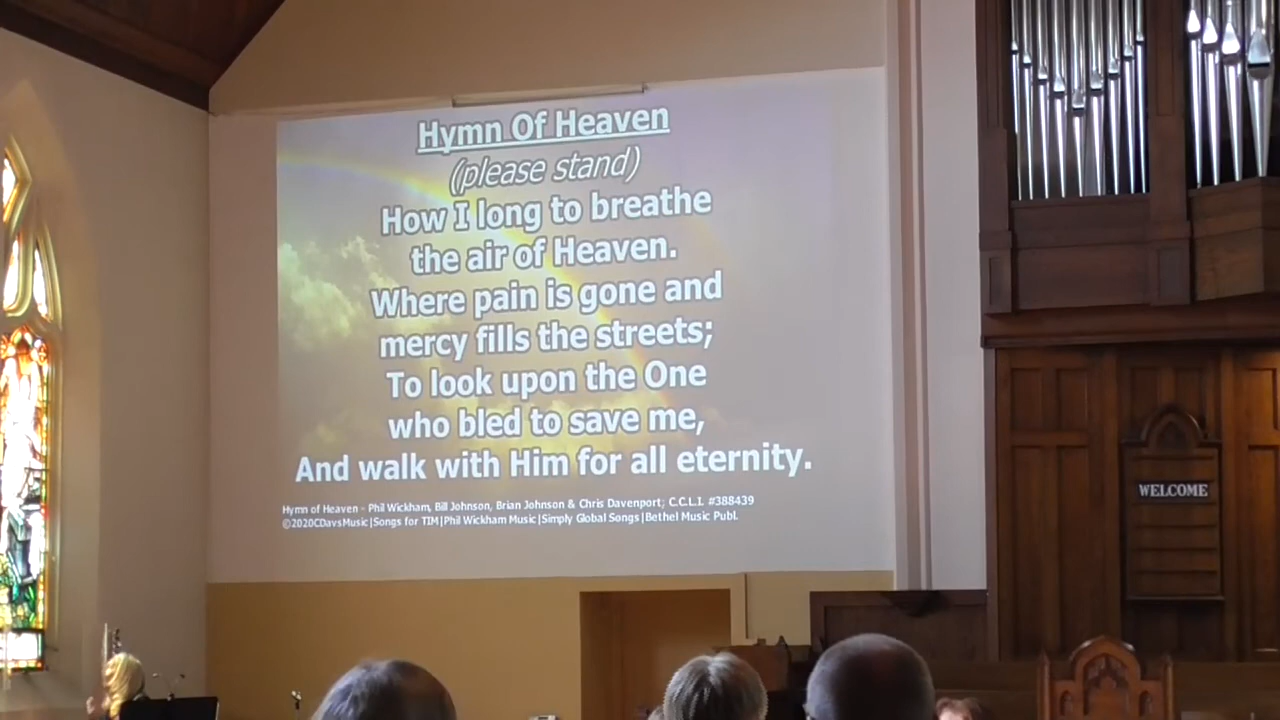 Hymn Of Heaven
(please stand)
How I long to breathe
the air of Heaven.
Where pain is gone and
mercy fills the streets;
To look upon the One
who bled to save me,
And walk with Him for all eternity.
Hymn of Heaven - Phil Wickham, Bill Johnson, Brian Johnson & Chris Davenport; C.C.L.I. #388439
©2020CDavsMusic|Songs for TIM|Phil Wickham Music|Simply Global Songs|Bethel Music Publ.
WELCOME